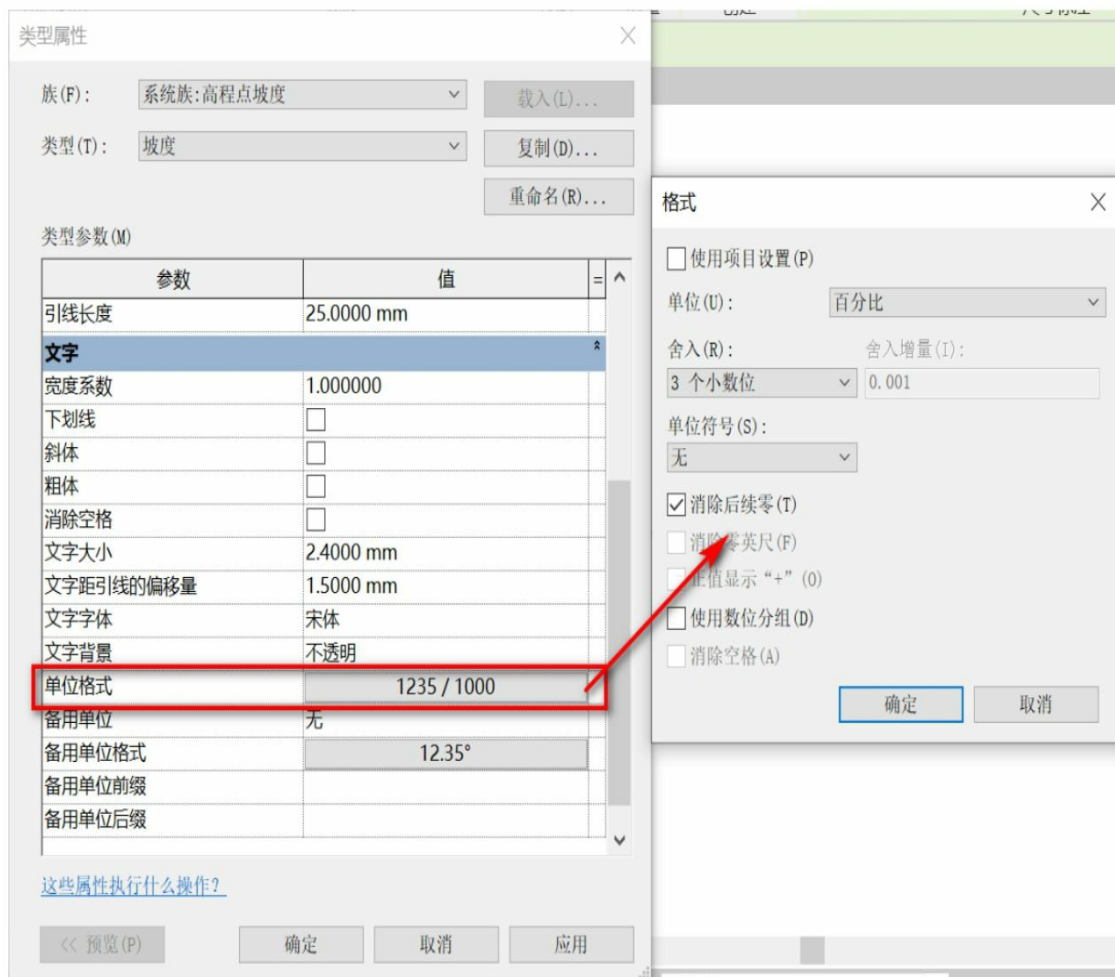 类型属性
族(F):
系统族:高程点坡度
载入(L)...
类型(T):
坡度
复制(D)...
重命名(R)...
类型参数(M)
参数
值
=
引线长度
25.0000 mm
文字
宽度系数
1.000000
下划线
斜体
粗体
消除空格
文字大小
2.4000 mm
文字距引线的偏移量
1.5000 mm
文字字体
宋体
文字背景
不透明
单位格式
1235 / 1000
备用单位
无
备用单位格式
12.35°
备用单位前缀
备用单位后缀
这些属性执行什么操作?
<< 预览(P)
确定
取消
应用
格式
使用项目设置(P)
单位(U):
百分比
舍入(R):
舍入增量(I):
3 个小数位
0.001
单位符号(S):
无
消除后续零(T)
消除零英尺(F)
正值显示“+”(O)
使用数位分组(D)
消除空格(A)
确定
取消